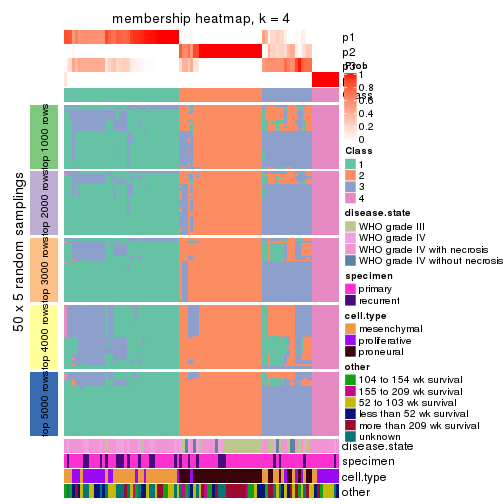 membership heatmap, k = 4
p1
p2
p3
Prob
1
0.8
0.6
0.4
0.2
0
Class
Class
1
2
3
4
disease.state
WHO grade III
WHO grade IV
WHO grade IV with necrosis
WHO grade IV without necrosis
specimen
primary
recurrent
cell.type
mesenchymal
proliferative
proneural
other
104 to 154 wk survival
155 to 209 wk survival
52 to 103 wk survival
less than 52 wk survival
more than 209 wk survival
unknown
50 x 5 random samplings
top 1000 rows
top 2000 rows
top 3000 rows
top 4000 rows
top 5000 rows
disease.state
specimen
cell.type
other